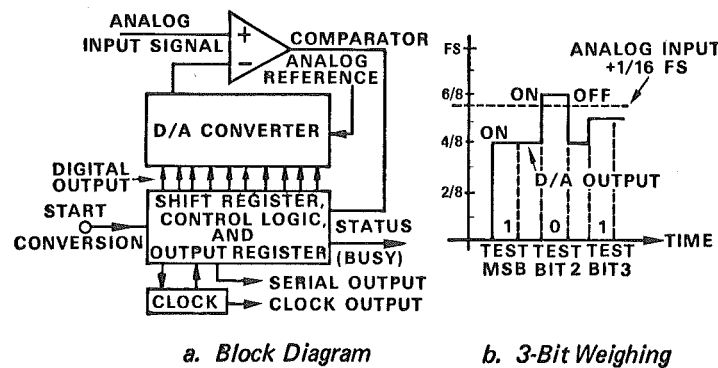 ANALOG
INPUT SIGNAL
+
−
COMPARATOR
ANALOG
REFERENCE
D/A CONVERTER
DIGITAL
OUTPUT
START
CONVERSION
SHIFT REGISTER,
CONTROL LOGIC,
AND
OUTPUT REGISTER
STATUS
(BUSY)
SERIAL OUTPUT
CLOCK
CLOCK OUTPUT
a. Block Diagram
FS
6/8
4/8
2/8
ANALOG INPUT
+1/16 FS
ON
OFF
ON
D/A OUTPUT
1
0
1
TIME
TEST TEST TEST
MSB BIT 2 BIT 3
b. 3-Bit Weighing